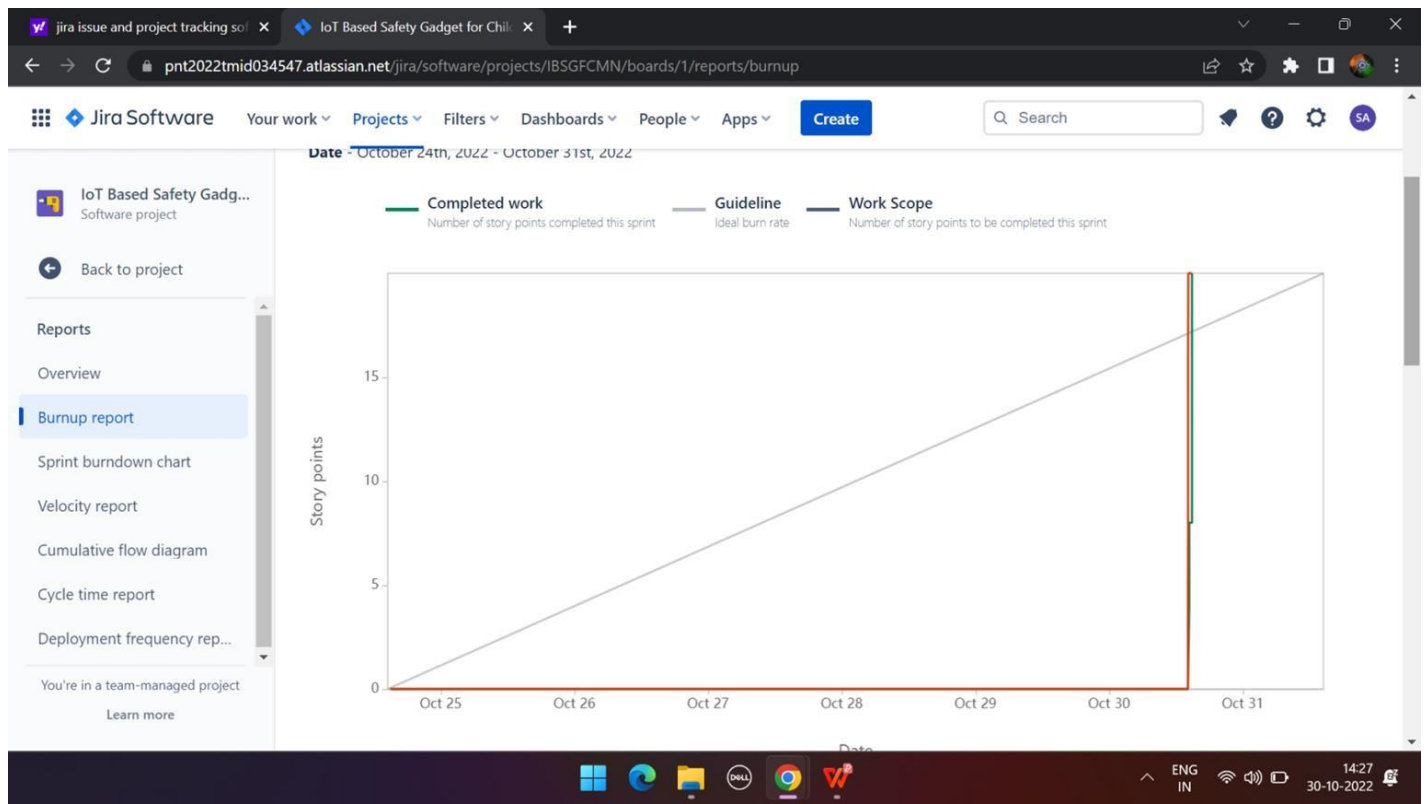 jira issue and project tracking sof
IoT Based Safety Gadget for Chil
pnt2022tmid034547.atlassian.net/jira/software/projects/IBSGFCMN/boards/1/reports/burnup
Jira Software Your work Projects Filters Dashboards People Apps Create Search SA
Date - October 24th, 2022 - October 31st, 2022
IoT Based Safety Gadg...
Software project
Back to project
Reports
Overview
Burnup report
Sprint burndown chart
Velocity report
Cumulative flow diagram
Cycle time report
Deployment frequency rep...
You're in a team-managed project
Learn more
Completed work
Number of story points completed this sprint
Guideline
Ideal burn rate
Work Scope
Number of story points to be completed this sprint
Story points
15
10
5
0
Oct 25 Oct 26 Oct 27 Oct 28 Oct 29 Oct 30 Oct 31
Date
DELL
ENG
IN
14:27
30-10-2022